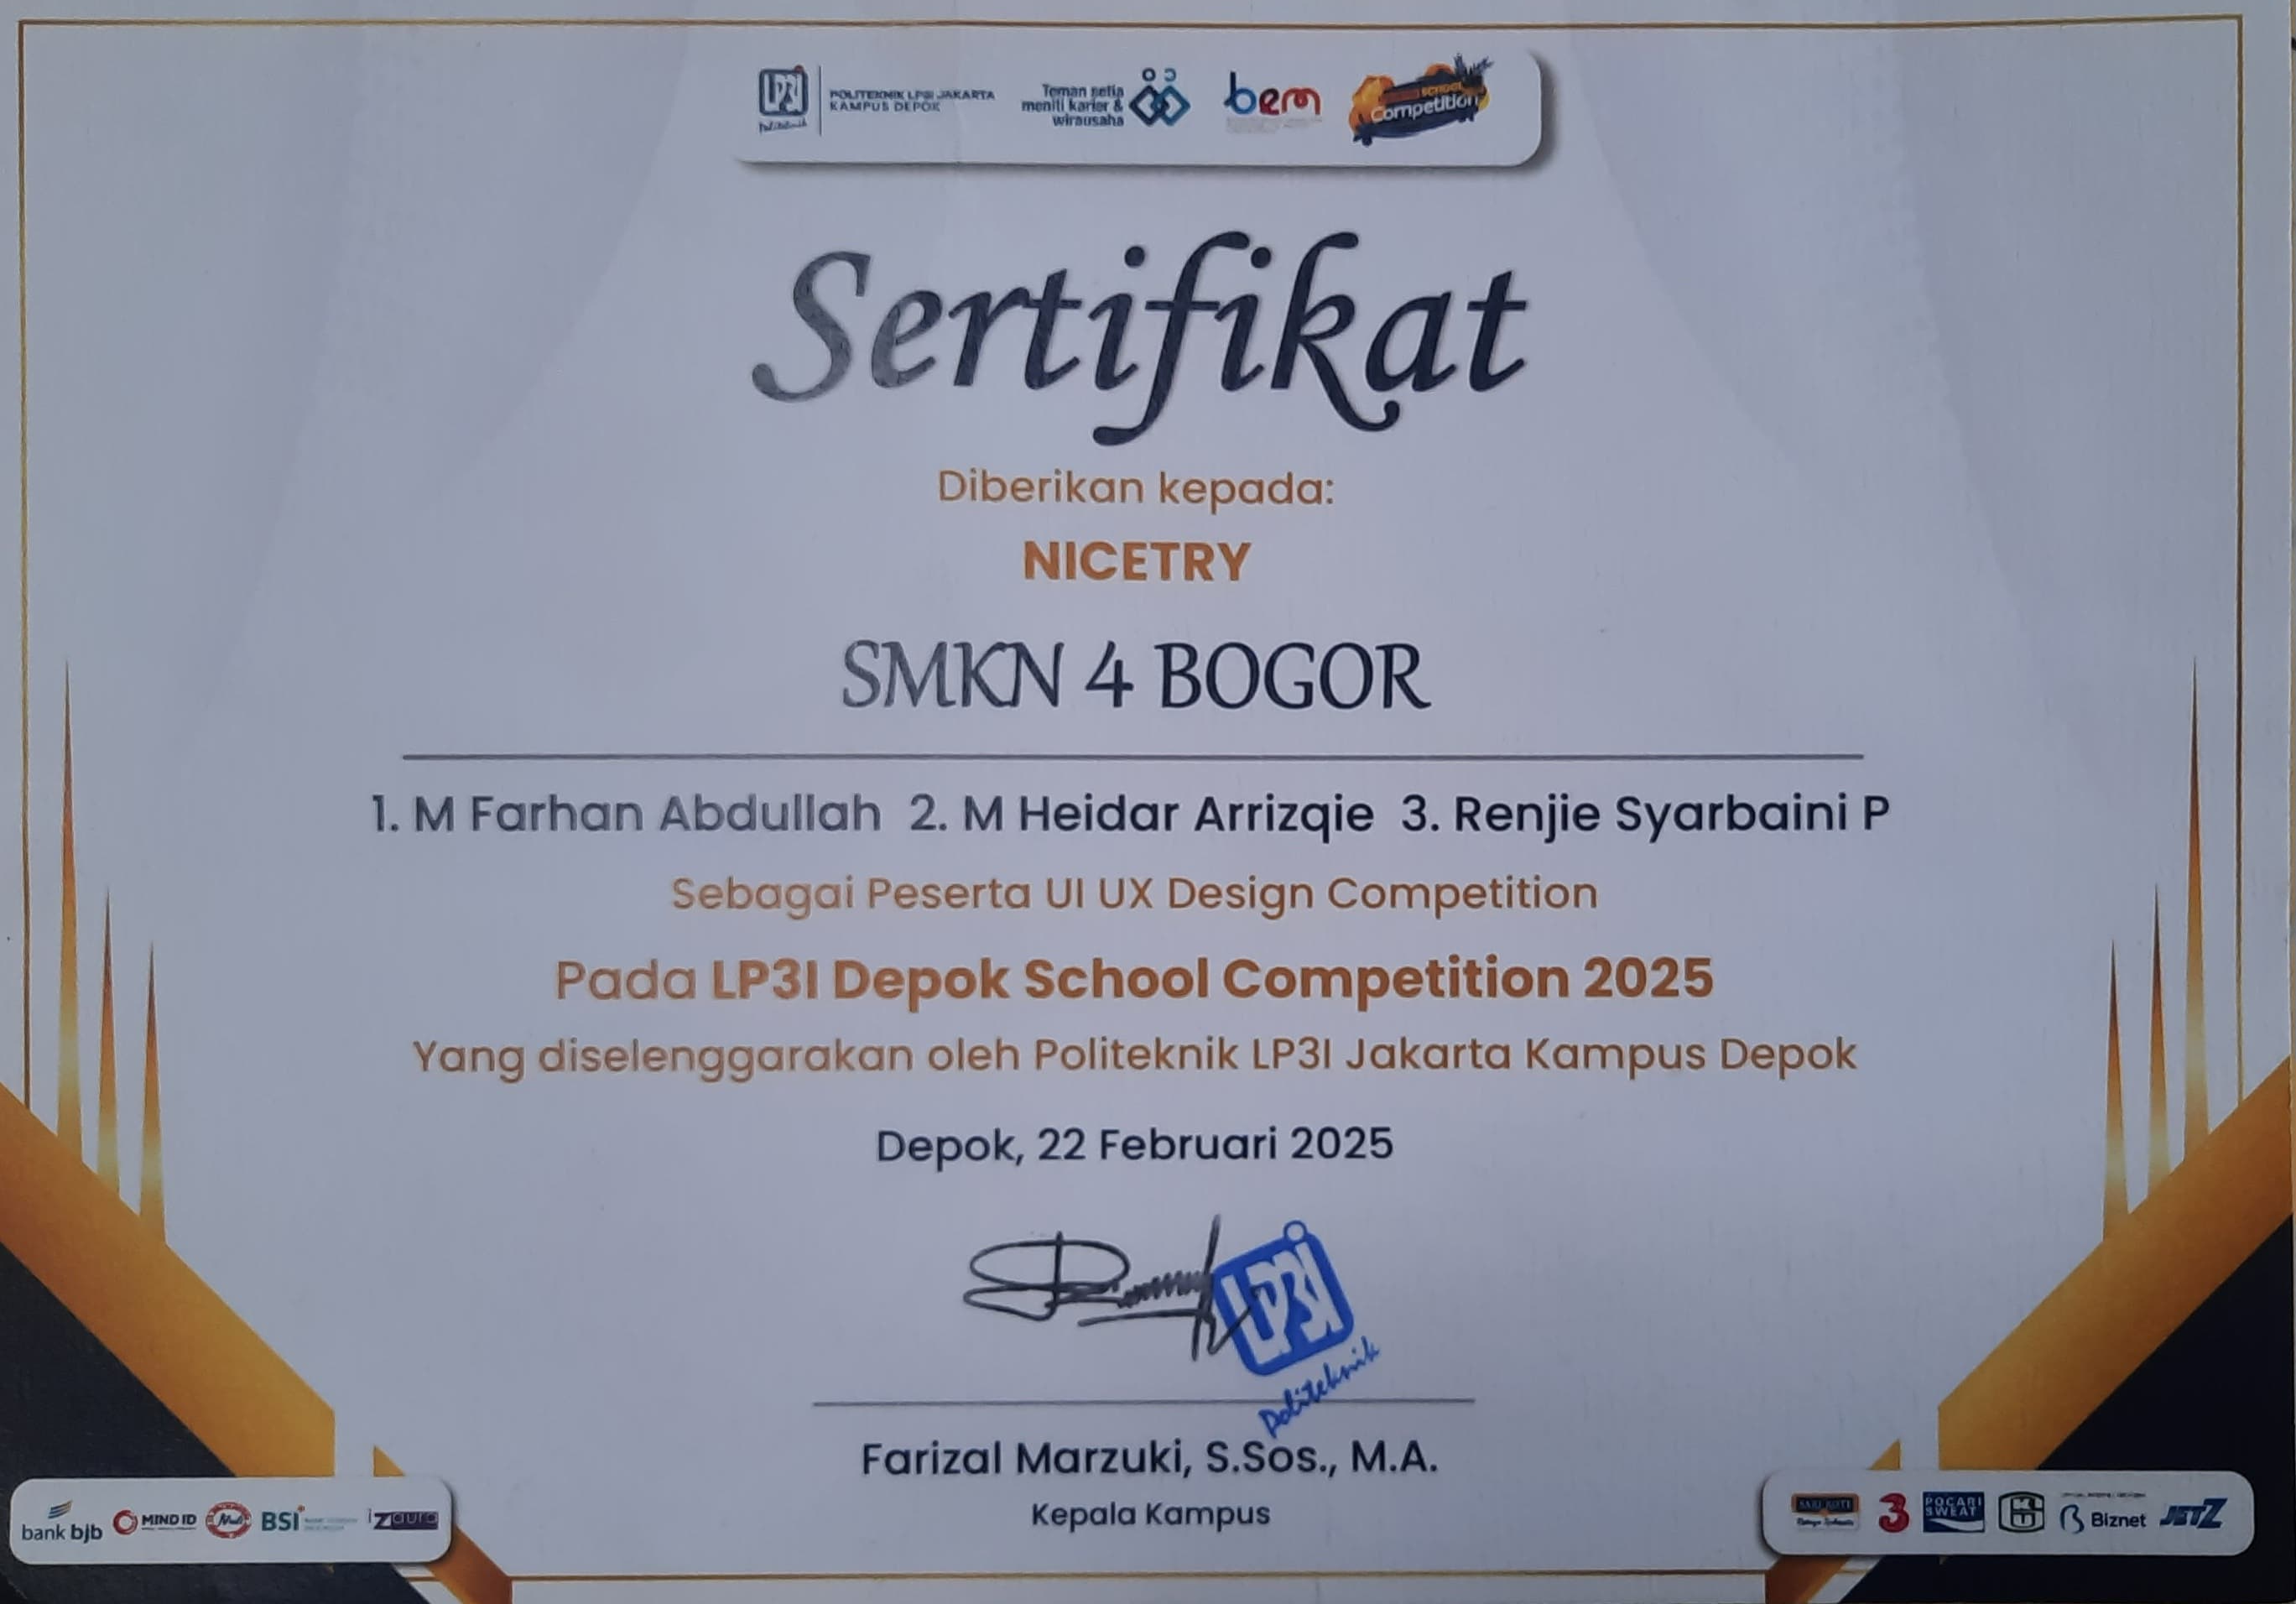 LP3I
Politeknik
POLITEKNIK LP3I JAKARTA
KAMPUS DEPOK
Teman setia
meniti karier &
wirausaha
bem
SCHOOL
Competition
Sertifikat
Diberikan kepada:
NICETRY
SMKN 4 BOGOR
1. M Farhan Abdullah 2. M Heidar Arrizqie 3. Renjie Syarbaini P
Sebagai Peserta UI UX Design Competition
Pada LP3I Depok School Competition 2025
Yang diselenggarakan oleh Politeknik LP3I Jakarta Kampus Depok
Depok, 22 Februari 2025
LP3I
Politeknik
Farizal Marzuki, S.Sos., M.A.
Kepala Kampus
bank bjb
MIND ID
BSI
zaura
SARI ROTI
3
POCARI
SWEAT
Biznet
JETZ